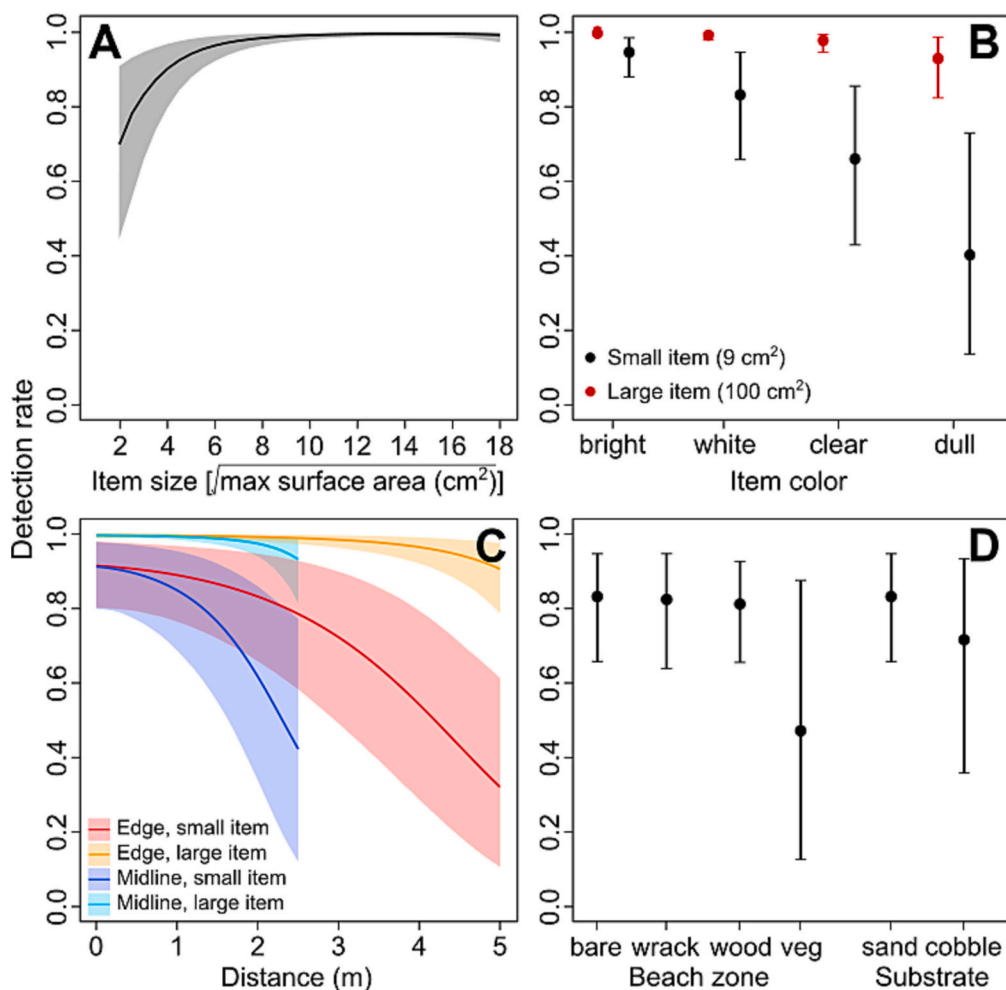 Detection rate
A
0.0 0.2 0.4 0.6 0.8 1.0
2 4 6 8 10 12 14 16 18
Item size [√max surface area (cm²)]
B
0.0 0.2 0.4 0.6 0.8 1.0
Small item (9 cm²)
Large item (100 cm²)
bright white clear dull
Item color
C
0.0 0.2 0.4 0.6 0.8 1.0
Edge, small item
Edge, large item
Midline, small item
Midline, large item
0 1 2 3 4 5
Distance (m)
D
0.0 0.2 0.4 0.6 0.8 1.0
bare wrack wood veg sand cobble
Beach zone Substrate